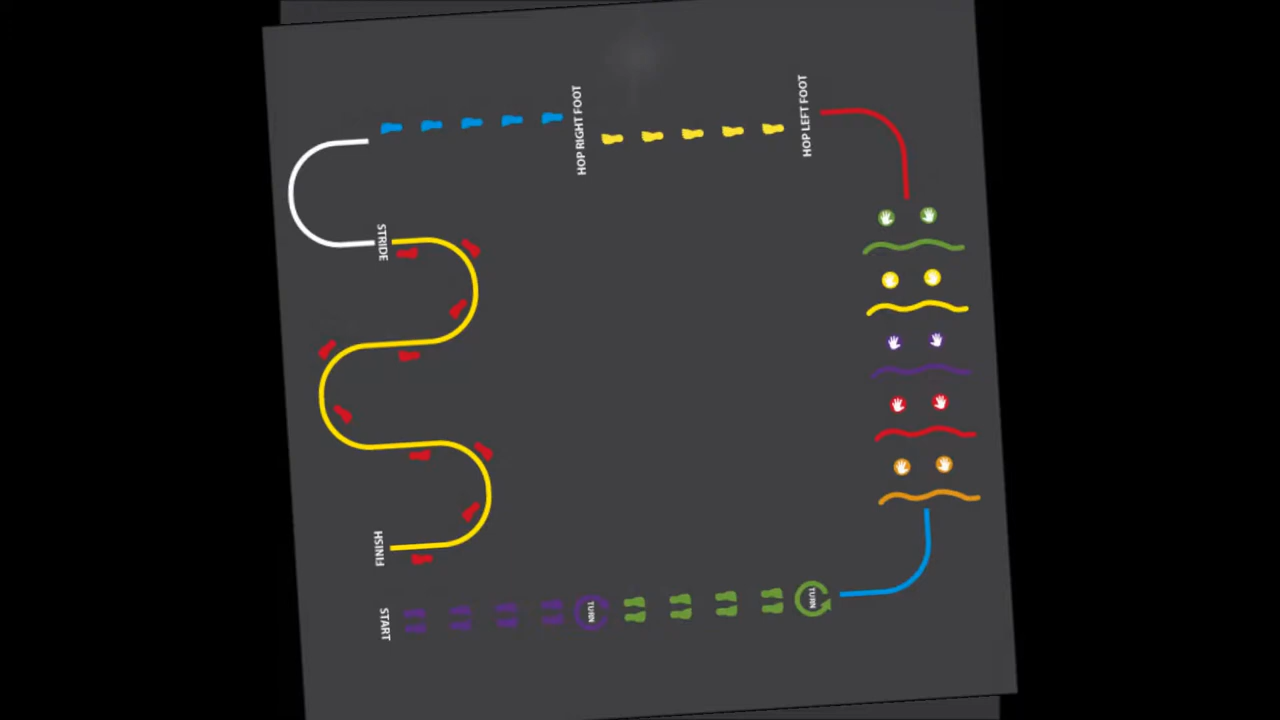 HOP RIGHT FOOT
HOP LEFT FOOT
STRIDE
FINISH
START
TURN
TURN